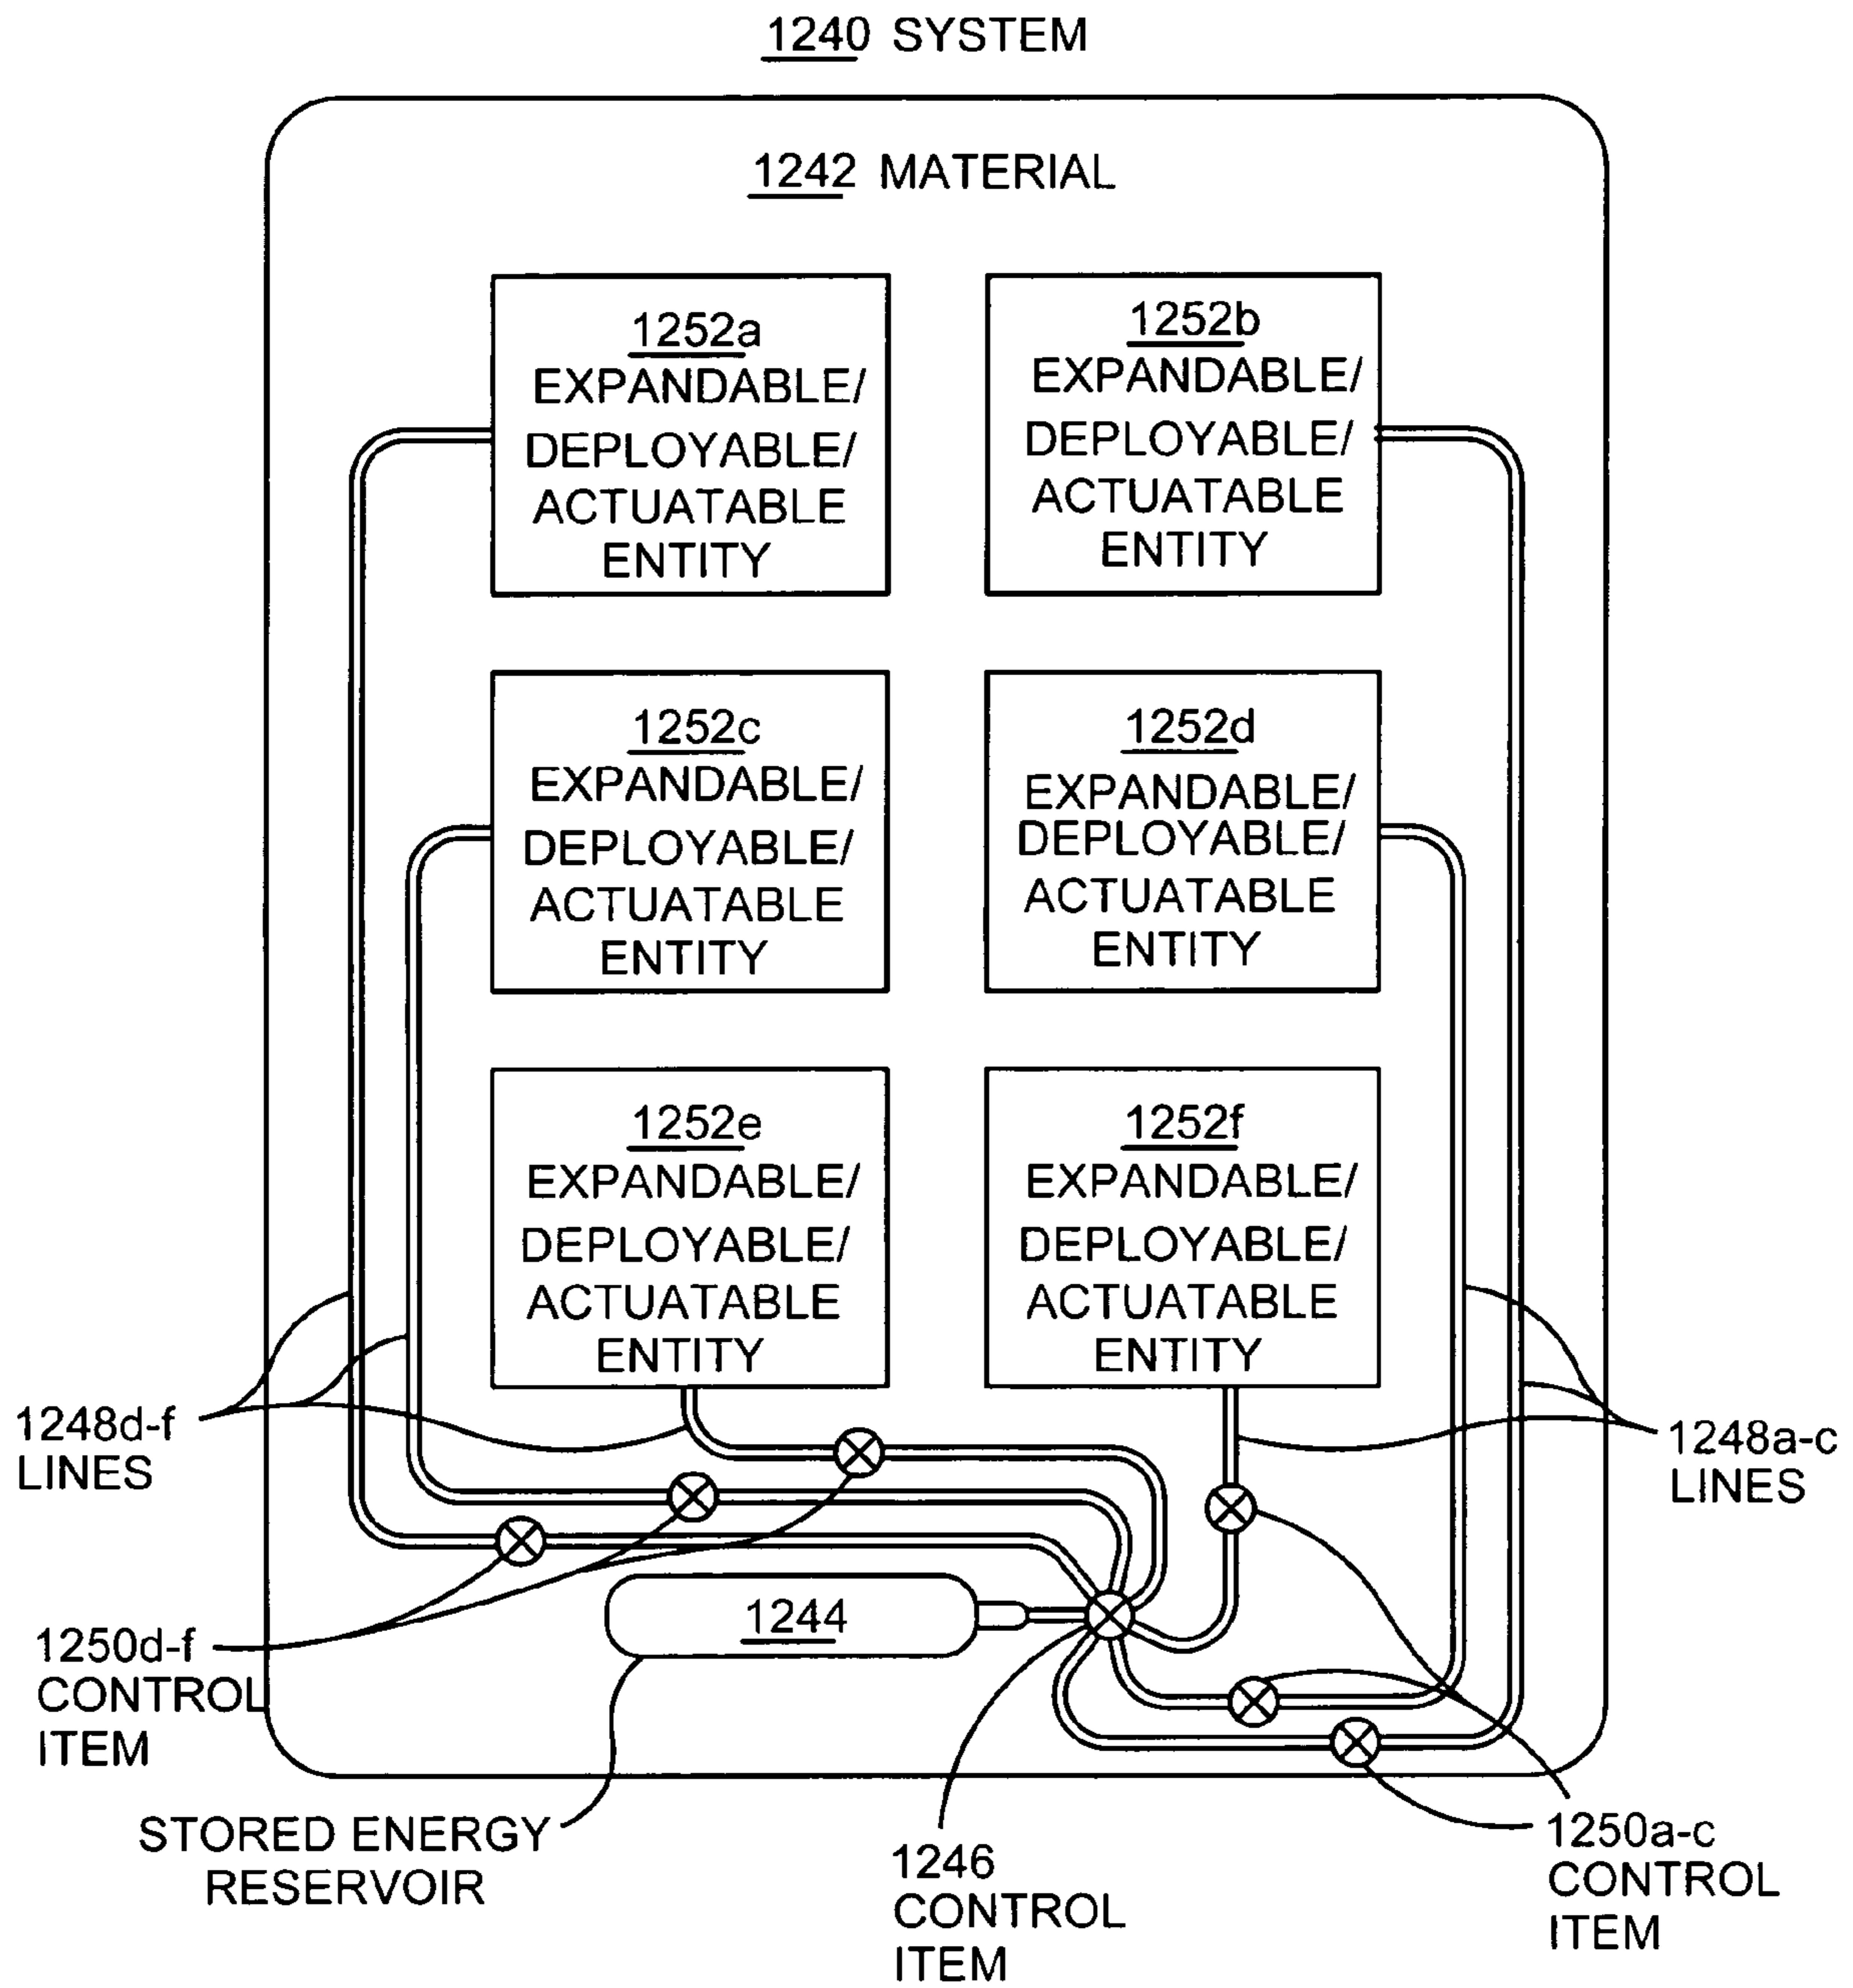 1240 SYSTEM
1242 MATERIAL
1252a
EXPANDABLE/
DEPLOYABLE/
ACTUATABLE
ENTITY
1252b
EXPANDABLE/
DEPLOYABLE/
ACTUATABLE
ENTITY
1252c
EXPANDABLE/
DEPLOYABLE/
ACTUATABLE
ENTITY
1252d
EXPANDABLE/
DEPLOYABLE/
ACTUATABLE
ENTITY
1252e
EXPANDABLE/
DEPLOYABLE/
ACTUATABLE
ENTITY
1252f
EXPANDABLE/
DEPLOYABLE/
ACTUATABLE
ENTITY
1248d-f
LINES
1248a-c
LINES
1244
1250d-f
CONTROL
ITEM
STORED ENERGY
RESERVOIR
1246
CONTROL
ITEM
1250a-c
CONTROL
ITEM